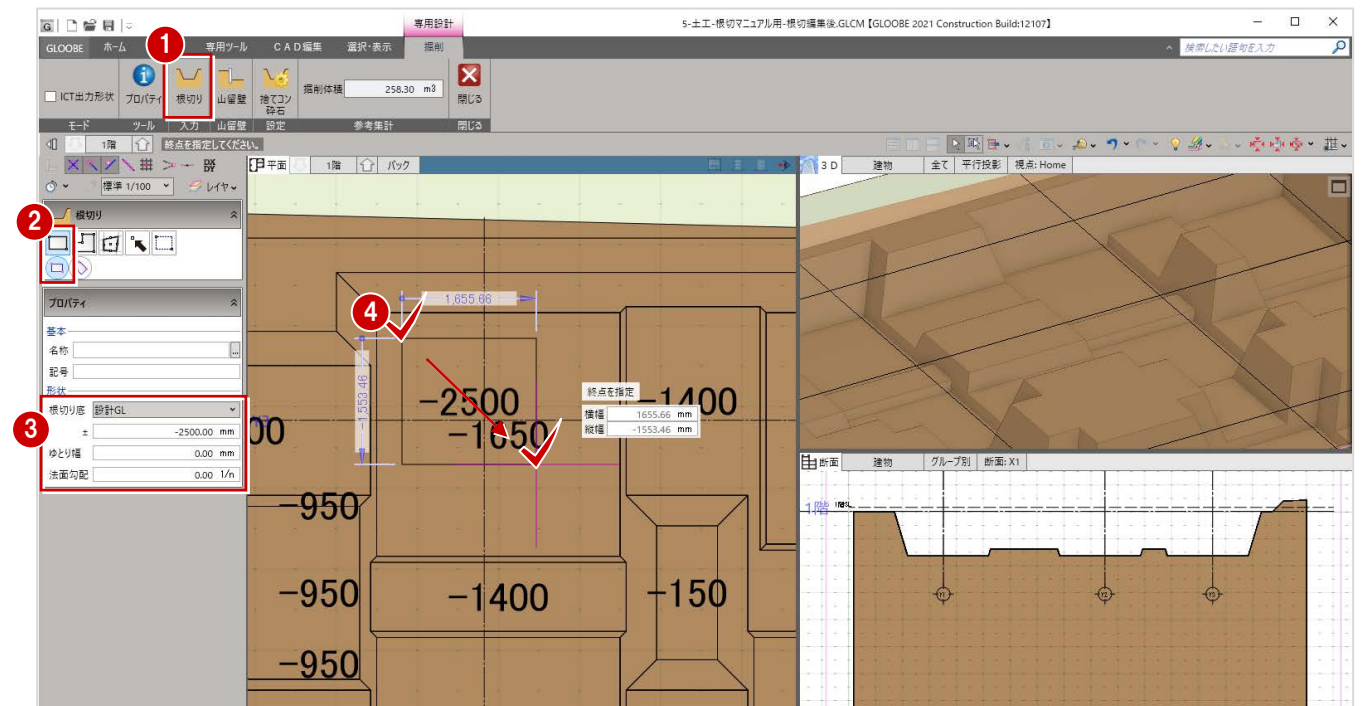 専用設計
5-土工-根切マニュアル用-根切編集後.GLCM 【GLOOBE 2021 Construction Build:12107】
GLOOBE ホーム 専用ツール ＣＡＤ編集 選択・表示 掘削 検索したい語句を入力
1
ICT出力形状 プロパティ 根切り 山留壁 捨てコン 砕石 掘削体積 258.30 m3 閉じる
モード ツール 入力 山留壁 設定 参考集計 閉じる
1階 終点を指定してください。
平面 1階 バック
３Ｄ 建物 全て 平行投影 視点: Home
標準 1/100 レイヤ
2
根切り
プロパティ
基本
名称
記号
形状
3
根切り底 設計GL
± -2500.00 mm
ゆとり幅 0.00 mm
法面勾配 0.00 1/n
1,655.66
4
-1,553.46
-2500
-1650
-1400
00
終点を指定
横幅 1655.66 mm
縦幅 -1553.46 mm
断面 建物 グループ別 断面: X1
1階
-950
-950
-1400
-150
-950
Y1
Y2
Y3